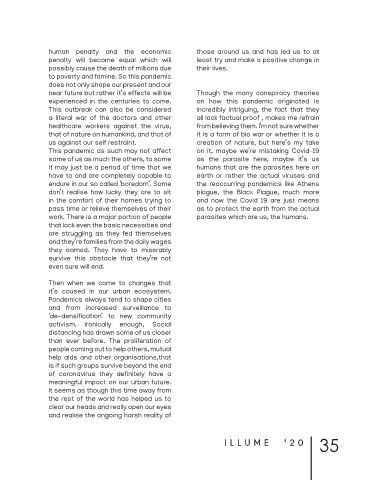 human penalty and the economic
penalty will become equal which will
possibly cause the death of millions due
to poverty and famine. So this pandemic
does not only shape our present and our
near future but rather it's effects will be
experienced in the centuries to come.
This outbreak can also be considered
a literal war of the doctors and other
healthcare workers against the virus,
that of nature on humankind, and that of
us against our self restraint.
This pandemic as such may not affect
some of us as much the others, to some
it may just be a period of time that we
have to and are completely capable to
endure in our so called 'boredom'. Some
don't realise how lucky they are to sit
in the comfort of their homes trying to
pass time or relieve themselves of their
work. There is a major portion of people
that lack even the basic necessities and
are struggling as they fed themselves
and they're families from the daily wages
they earned. They have to miserably
survive this obstacle that they're not
even sure will end.
Then when we come to changes that
it's caused in our urban ecosystem.
Pandemics always tend to shape cities
and from increased surveillance to
'de-densification' to new community
activism. Ironically enough, Social
distancing has drawn some of us closer
than ever before. The proliferation of
people coming out to help others, mutual
help aids and other organisations,that
is if such groups survive beyond the end
of coronavirus they definitely have a
meaningful impact on our urban future.
It seems as though this time away from
the rest of the world has helped us to
clear our heads and really open our eyes
and realise the ongoing harsh reality of
those around us and has led us to at
least try and make a positive change in
their lives.
Though the many conspiracy theories
on how this pandemic originated is
incredibly intriguing, the fact that they
all lack factual proof , makes me refrain
from believing them. I'm not sure whether
it is a form of bio war or whether it is a
creation of nature, but here's my take
on it, maybe we're mistaking Covid-19
as the parasite here, maybe it's us
humans that are the parasites here on
earth or rather the actual viruses and
the reoccurring pandemics like Athens
plague, the Black Plague, much more
and now the Covid 19 are just means
as to protect the earth from the actual
parasites which are us, the humans.
ILLUME '20
35